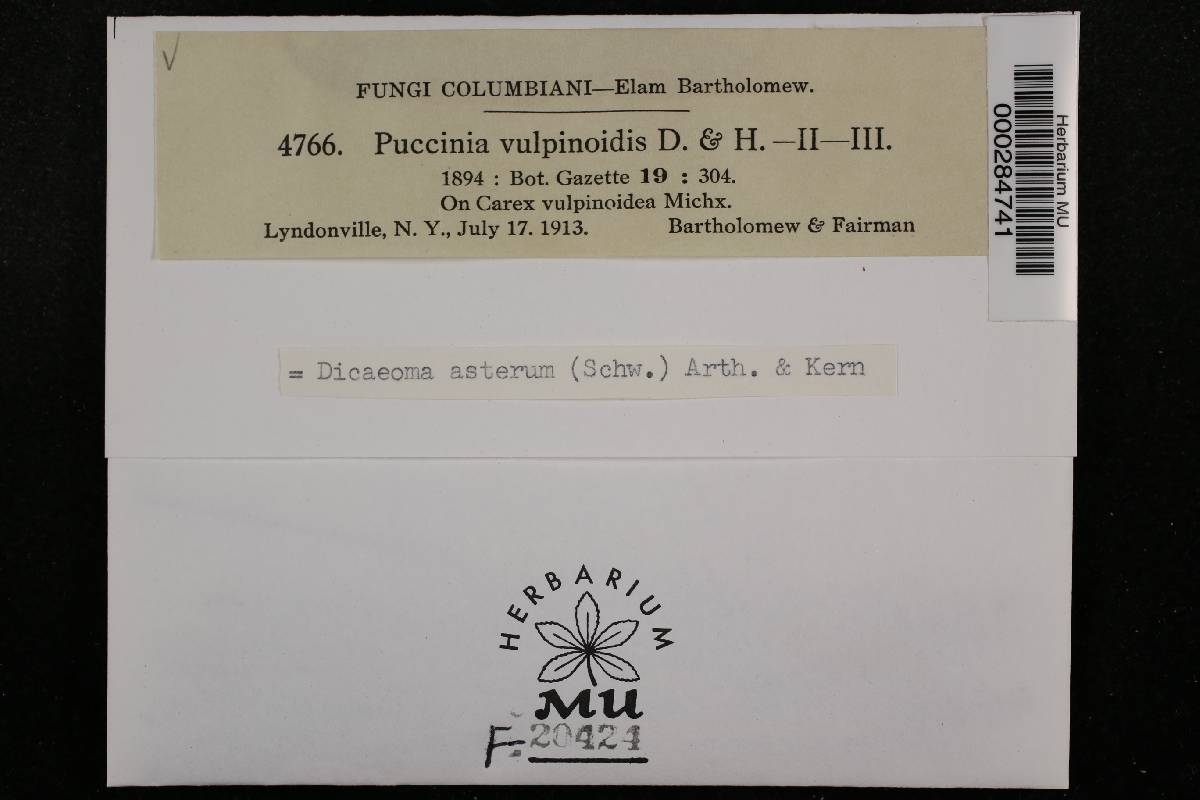 FUNGI COLUMBIANI—Elam Bartholomew.
4766. Puccinia vulpinoidis D. & H.—II—III.
1894 : Bot. Gazette 19 : 304.
On Carex vulpinoidea Michx.
Lyndonville, N. Y., July 17. 1913. Bartholomew & Fairman
Herbarium MU
000284741
= Dicaeoma asterum (Schw.) Arth. & Kern
HERBARIUM
MU
F-20424